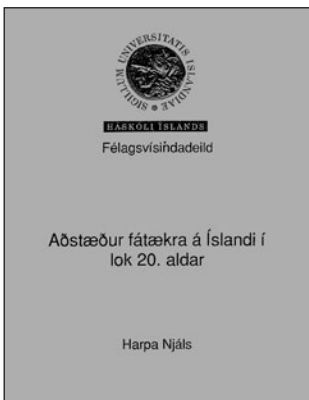 SIGILLUM UNIVERSITATIS ISLANDIAE
HÁSKÓLI ÍSLANDS
Félagsvísindadeild
Aðstæður fátækra á Íslandi í
lok 20. aldar
Harpa Njáls